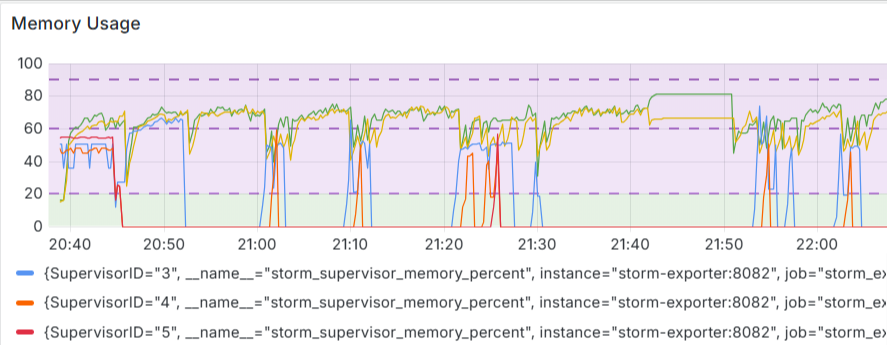 Memory Usage
100
80
60
40
20
0
20:40 20:50 21:00 21:10 21:20 21:30 21:40 21:50 22:00
{SupervisorID="3", __name__="storm_supervisor_memory_percent", instance="storm-exporter:8082", job="storm_ex
{SupervisorID="4", __name__="storm_supervisor_memory_percent", instance="storm-exporter:8082", job="storm_ex
{SupervisorID="5", __name__="storm_supervisor_memory_percent", instance="storm-exporter:8082", job="storm_ex